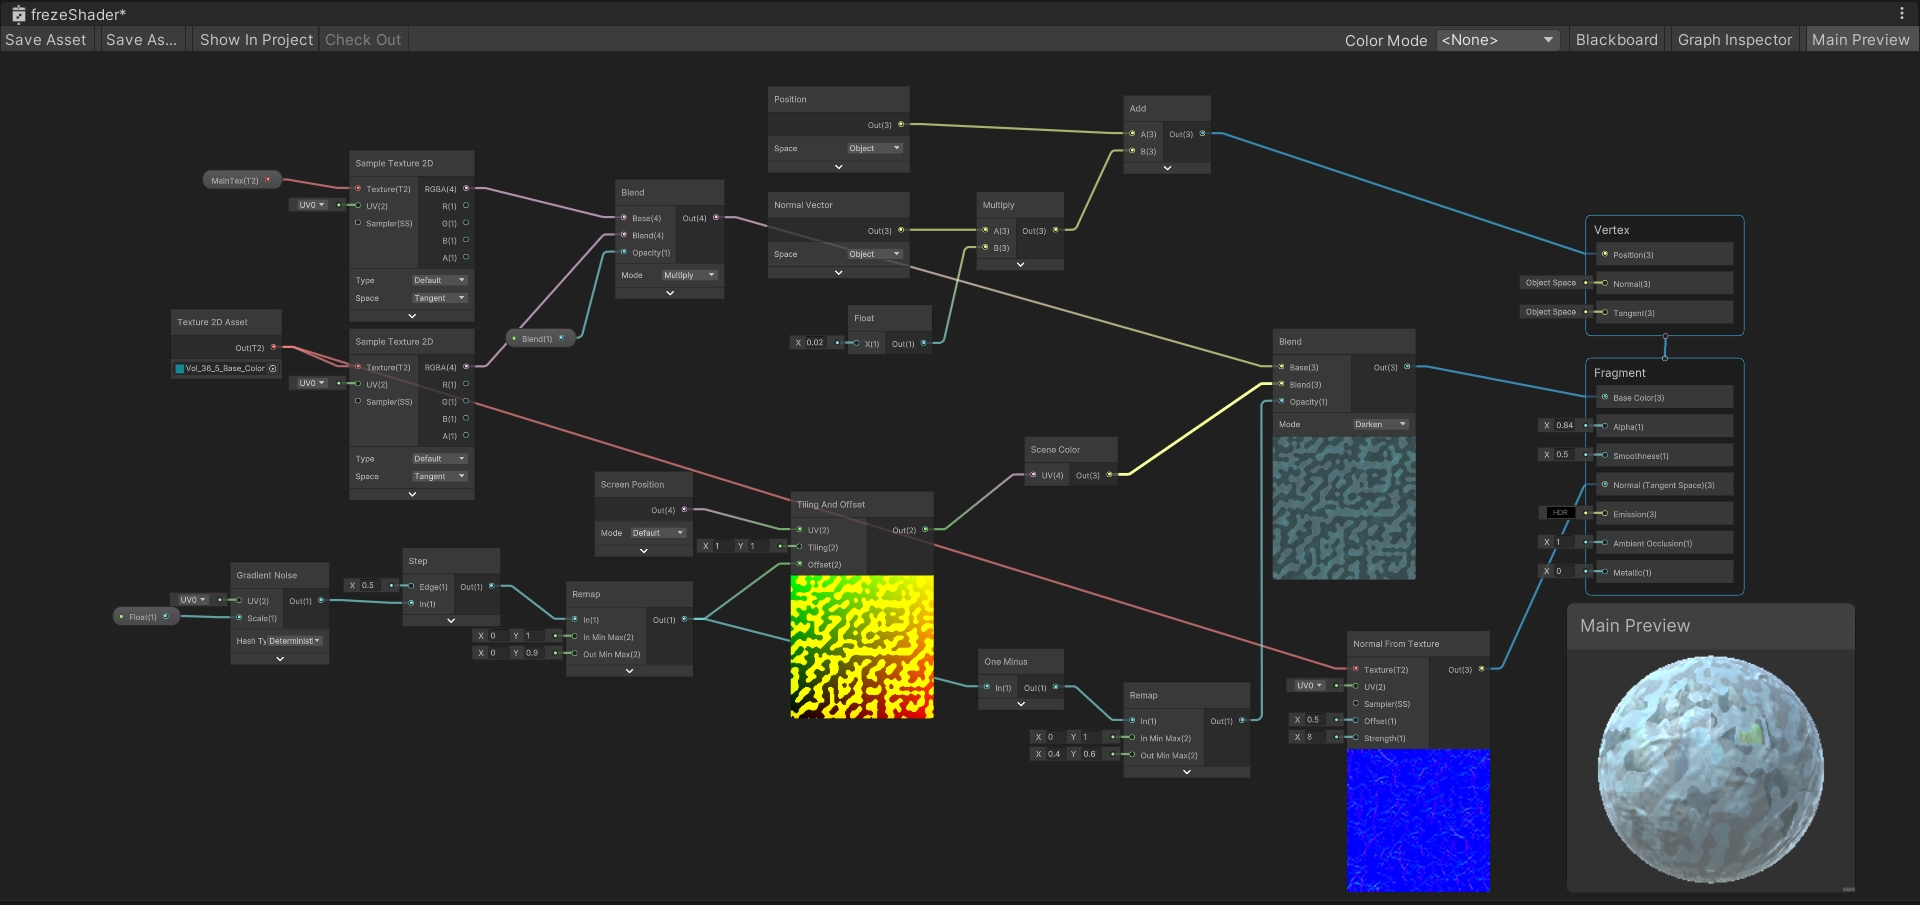 frezeShader*
Save Asset
Save As...
Show In Project
Check Out
Color Mode
<None>
Blackboard
Graph Inspector
Main Preview
MainTex(T2)
UV0
Sample Texture 2D
Texture(T2) RGBA(4)
UV(2) R(1)
Sampler(SS) G(1)
B(1)
A(1)
Type Default
Space Tangent
Texture 2D Asset
Out(T2)
Vol_36_5_Base_Color
UV0
Sample Texture 2D
Texture(T2) RGBA(4)
UV(2) R(1)
Sampler(SS) G(1)
B(1)
A(1)
Type Default
Space Tangent
Blend
Base(4) Out(4)
Blend(4)
Opacity(1)
Mode Multiply
Blend(1)
Position
Out(3)
Space Object
Normal Vector
Out(3)
Space Object
X 0.02
Float
X(1) Out(1)
Multiply
A(3) Out(3)
B(3)
Add
A(3) Out(3)
B(3)
Float(1)
UV0
Gradient Noise
UV(2) Out(1)
Scale(1)
Hash Ty Determinist
X 0.5
Step
Edge(1) Out(1)
In(1)
X 0 Y 1
X 0 Y 0.9
Remap
In(1) Out(1)
In Min Max(2)
Out Min Max(2)
Screen Position
Out(4)
Mode Default
X 1 Y 1
Tiling And Offset
UV(2) Out(2)
Tiling(2)
Offset(2)
Scene Color
UV(4) Out(3)
One Minus
In(1) Out(1)
X 0 Y 1
X 0.4 Y 0.6
Remap
In(1) Out(1)
In Min Max(2)
Out Min Max(2)
Blend
Base(3) Out(3)
Blend(3)
Opacity(1)
Mode Darken
UV0
X 0.5
X 8
Normal From Texture
Texture(T2) Out(3)
UV(2)
Sampler(SS)
Offset(1)
Strength(1)
Vertex
Position(3)
Object Space Normal(3)
Object Space Tangent(3)
Fragment
Base Color(3)
X 0.84 Alpha(1)
X 0.5 Smoothness(1)
Normal (Tangent Space)(3)
HDR Emission(3)
X 1 Ambient Occlusion(1)
X 0 Metallic(1)
Main Preview